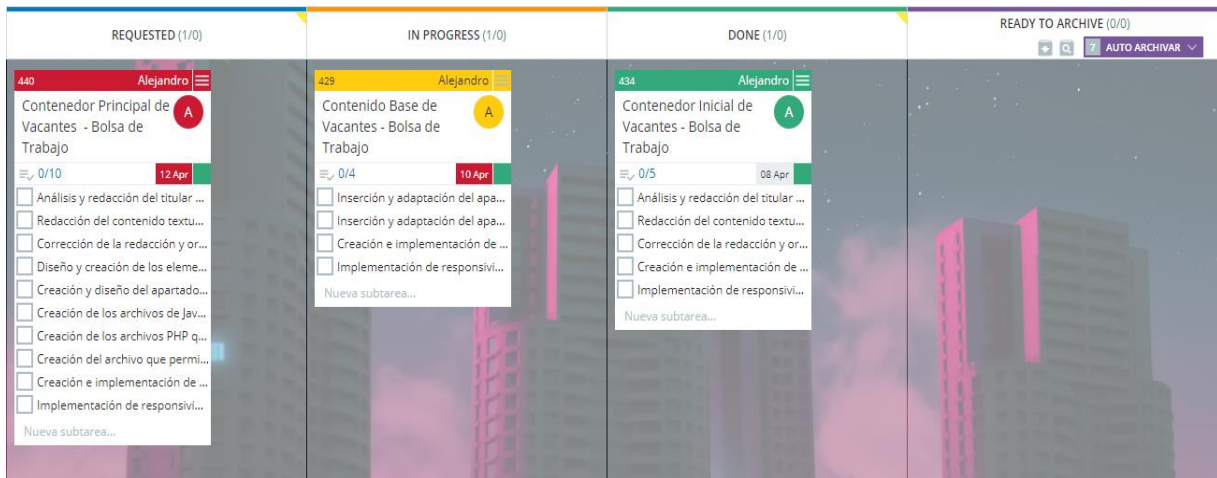 REQUESTED (1/0)
440 Alejandro
Contenedor Principal de
Vacantes - Bolsa de
Trabajo
A
0/10 12 Apr
Análisis y redacción del titular ...
Redacción del contenido textu...
Corrección de la redacción y or...
Diseño y creación de los eleme...
Creación y diseño del apartado...
Creación de los archivos de Jav...
Creación de los archivos PHP q...
Creación del archivo que permi...
Creación e implementación de ...
Implementación de responsivi...
Nueva subtarea...
IN PROGRESS (1/0)
429 Alejandro
Contenido Base de
Vacantes - Bolsa de
Trabajo
A
0/4 10 Apr
Inserción y adaptación del apa...
Inserción y adaptación del apa...
Creación e implementación de ...
Implementación de responsivi...
Nueva subtarea...
DONE (1/0)
434 Alejandro
Contenedor Inicial de
Vacantes - Bolsa de
Trabajo
A
0/5 08 Apr
Análisis y redacción del titular ...
Redacción del contenido textu...
Corrección de la redacción y or...
Creación e implementación de ...
Implementación de responsivi...
Nueva subtarea...
READY TO ARCHIVE (0/0)
7 AUTO ARCHIVAR